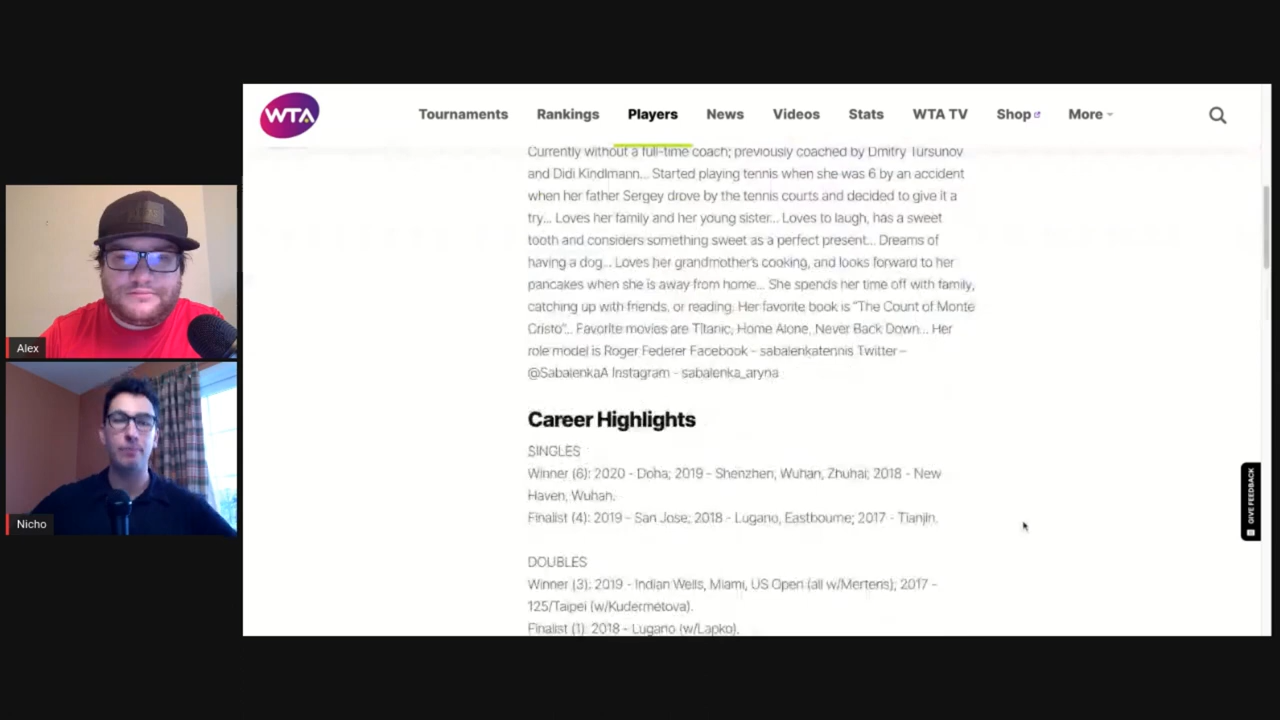 WTA
Tournaments Rankings Players News Videos Stats WTA TV Shop More
Currently without a full-time coach; previously coached by Dmitry Tursunov
and Didi Kindlmann... Started playing tennis when she was 6 by an accident
when her father Sergey drove by the tennis courts and decided to give it a
try... Loves her family and her young sister... Loves to laugh, has a sweet
tooth and considers something sweet as a perfect present... Dreams of
having a dog... Loves her grandmother's cooking, and looks forward to her
pancakes when she is away from home... She spends her time off with family,
catching up with friends, or reading. Her favorite book is "The Count of Monte
Cristo"... Favorite movies are Titanic, Home Alone, Never Back Down... Her
role model is Roger Federer Facebook - sabalenkatennis Twitter –
@SabalenkaA Instagram - sabalenka_aryna
Career Highlights
SINGLES
Winner (6): 2020 - Doha; 2019 - Shenzhen, Wuhan, Zhuhai; 2018 - New
Haven, Wuhan.
Finalist (4): 2019 - San Jose; 2018 - Lugano, Eastbourne; 2017 - Tianjin.
DOUBLES
Winner (3): 2019 - Indian Wells, Miami, US Open (all w/Mertens); 2017 -
125/Taipei (w/Kudermetova).
Finalist (1): 2018 - Lugano (w/Lapko).
GIVE FEEDBACK
Alex
Nicho